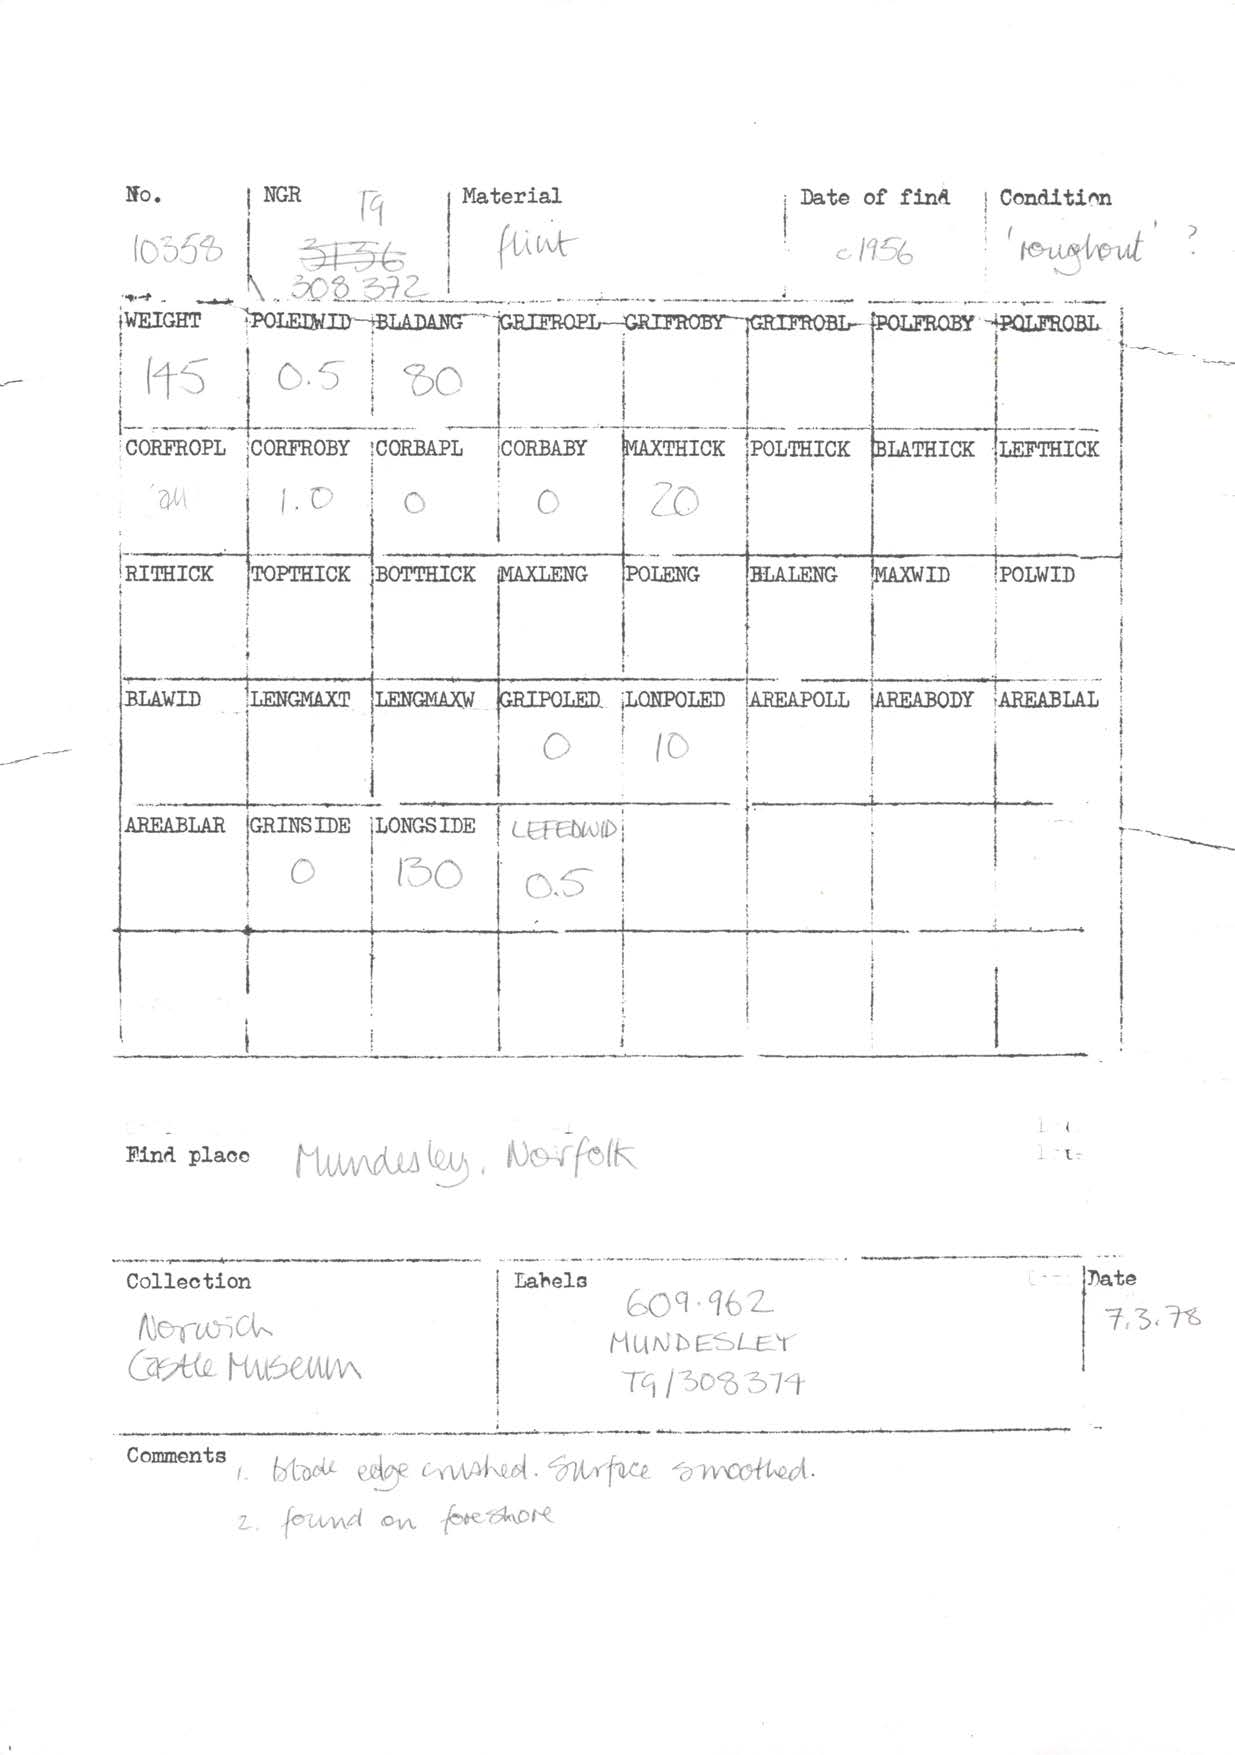 No. NGR TG Material Date of find Condition
10358 3136 flint c1956 'roughout' ?
308 372
WEIGHT POLEDWID BLADANG GRIFROPL GRIFROBY GRIFROBL POLFROBY POLFROBL
145 0.5 80
CORFROPL CORFROBY CORBAPL CORBABY MAXTHICK POLTHICK BLATHICK LEFTHICK
all 1.0 0 0 20
RITHICK TOPTHICK BOTTHICK MAXLENG POLENG BLALENG MAXWID POLWID
BLAWID LENGMAXT LENGMAXW GRIPOLED LONPOLED AREAPOLL AREABODY AREABLAL
0 10
AREABLAR GRINSIDE LONGSIDE LEFEDWID
0 130 0.5
Find place Mundesley, Norfolk
Collection Labels Date
Norwich 609.962 7.3.78
Castle Museum MUNDESLEY
TG/308374
Comments 1. blade edge crushed. Surface smoothed.
2. found on foreshore